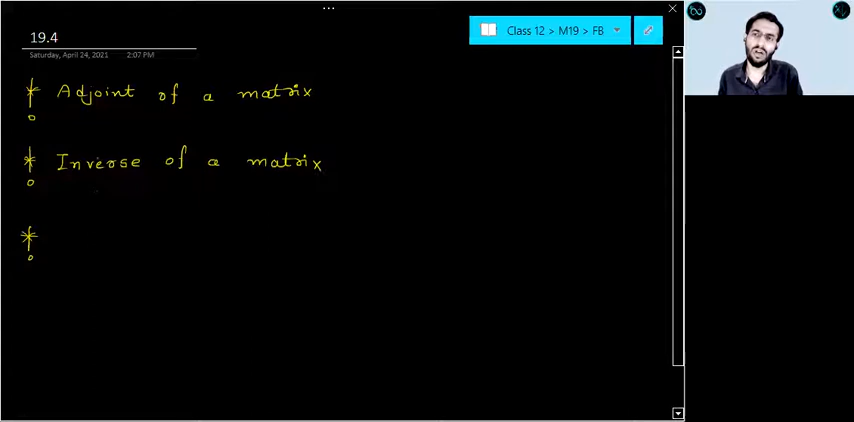 ...
Class 12 > M19 > FB
19.4
Saturday, April 24, 2021 2:07 PM
* Adjoint of a matrix
* Inverse of a matrix
*